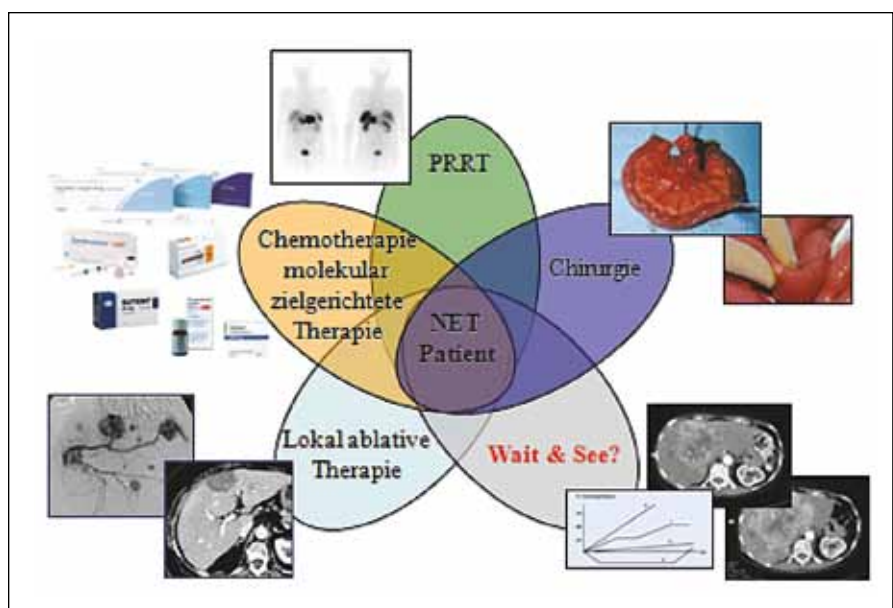 PRRT
Chemotherapie
molekular
zielgerichtete
Therapie
Chirurgie
NET
Patient
Lokal ablative
Therapie
Wait & See?